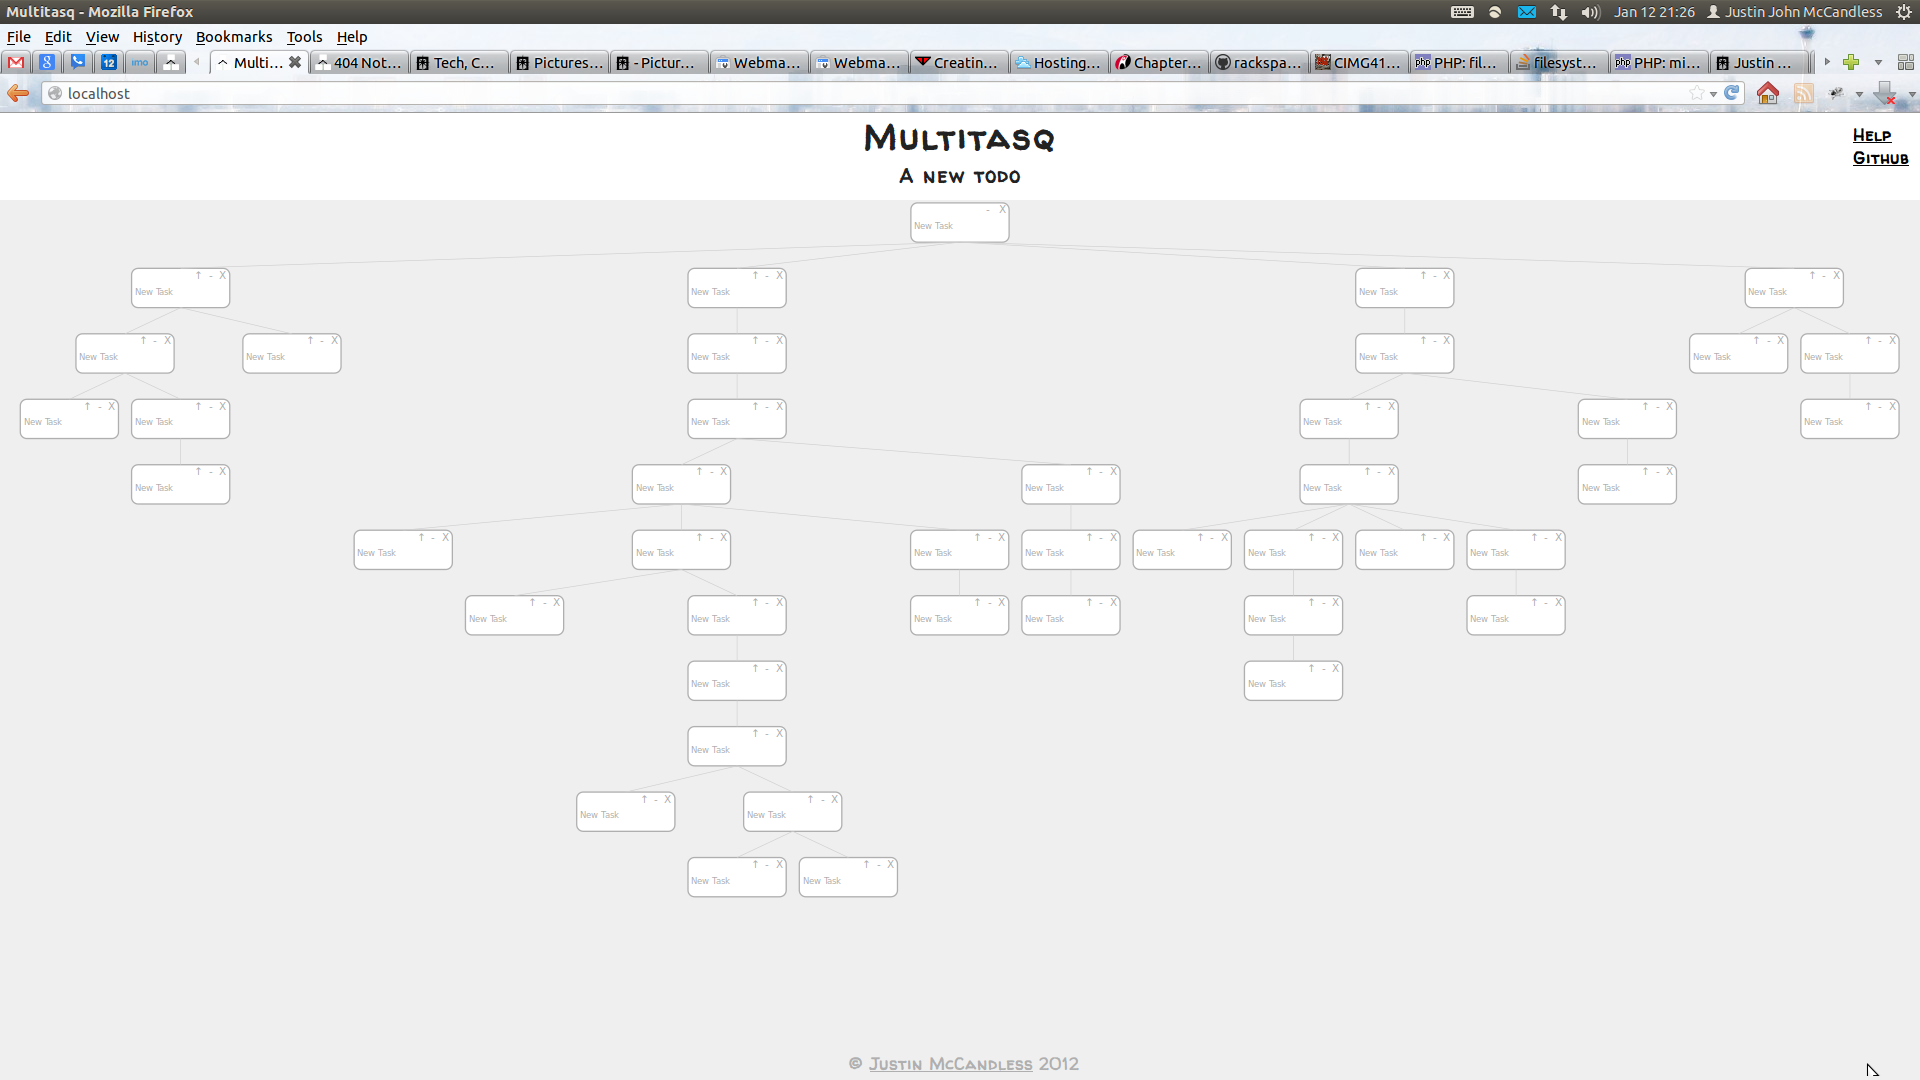 Multitasq - Mozilla Firefox
Jan 12 21:26 Justin John McCandless
File Edit View History Bookmarks Tools Help
12 imo Multi... 404 Not... Tech, C... Pictures... - Pictur... Webma... Webma... Creatin... Hosting... Chapter... rackspa... CIMG41... PHP: fil... filesyst... PHP: mi... Justin ...
localhost
Multitasq
Help
Github
A new todo
- X
New Task
↑ - X ↑ - X ↑ - X ↑ - X
New Task New Task New Task New Task
↑ - X ↑ - X ↑ - X ↑ - X ↑ - X ↑ - X
New Task New Task New Task New Task New Task New Task
↑ - X ↑ - X ↑ - X ↑ - X ↑ - X ↑ - X
New Task New Task New Task New Task New Task New Task
↑ - X ↑ - X ↑ - X ↑ - X ↑ - X
New Task New Task New Task New Task New Task
↑ - X ↑ - X ↑ - X ↑ - X ↑ - X ↑ - X ↑ - X ↑ - X
New Task New Task New Task New Task New Task New Task New Task New Task
↑ - X ↑ - X ↑ - X ↑ - X ↑ - X ↑ - X
New Task New Task New Task New Task New Task New Task
↑ - X ↑ - X
New Task New Task
↑ - X
New Task
↑ - X ↑ - X
New Task New Task
↑ - X ↑ - X
New Task New Task
© Justin McCandless 2012